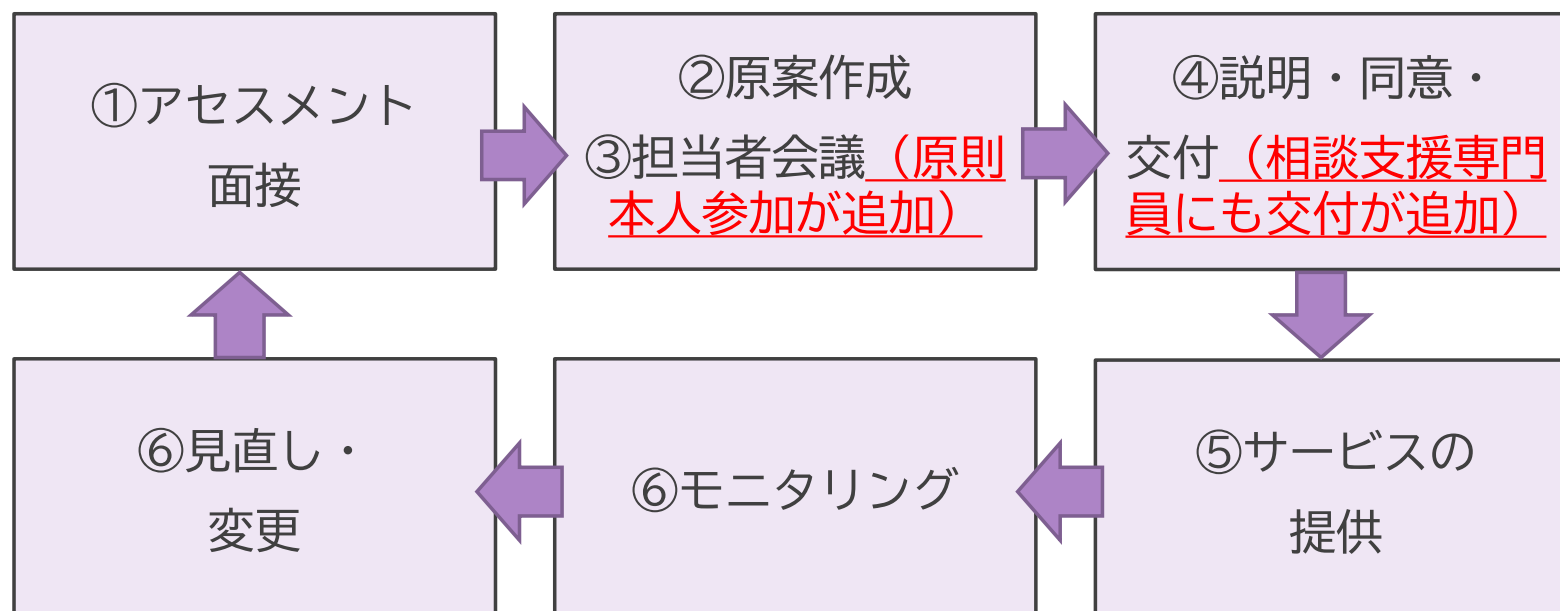 ①アセスメント
面接
②原案作成
③担当者会議（原則
本人参加が追加）
④説明・同意・
交付（相談支援専門
員にも交付が追加）
⑥見直し・
変更
⑥モニタリング
⑤サービスの
提供